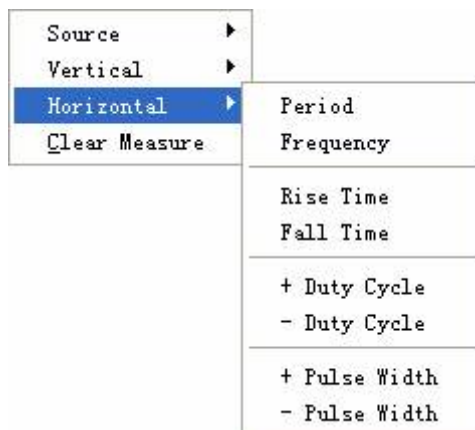 Source
Vertical
Horizontal
Clear Measure
Period
Frequency
Rise Time
Fall Time
+ Duty Cycle
- Duty Cycle
+ Pulse Width
- Pulse Width